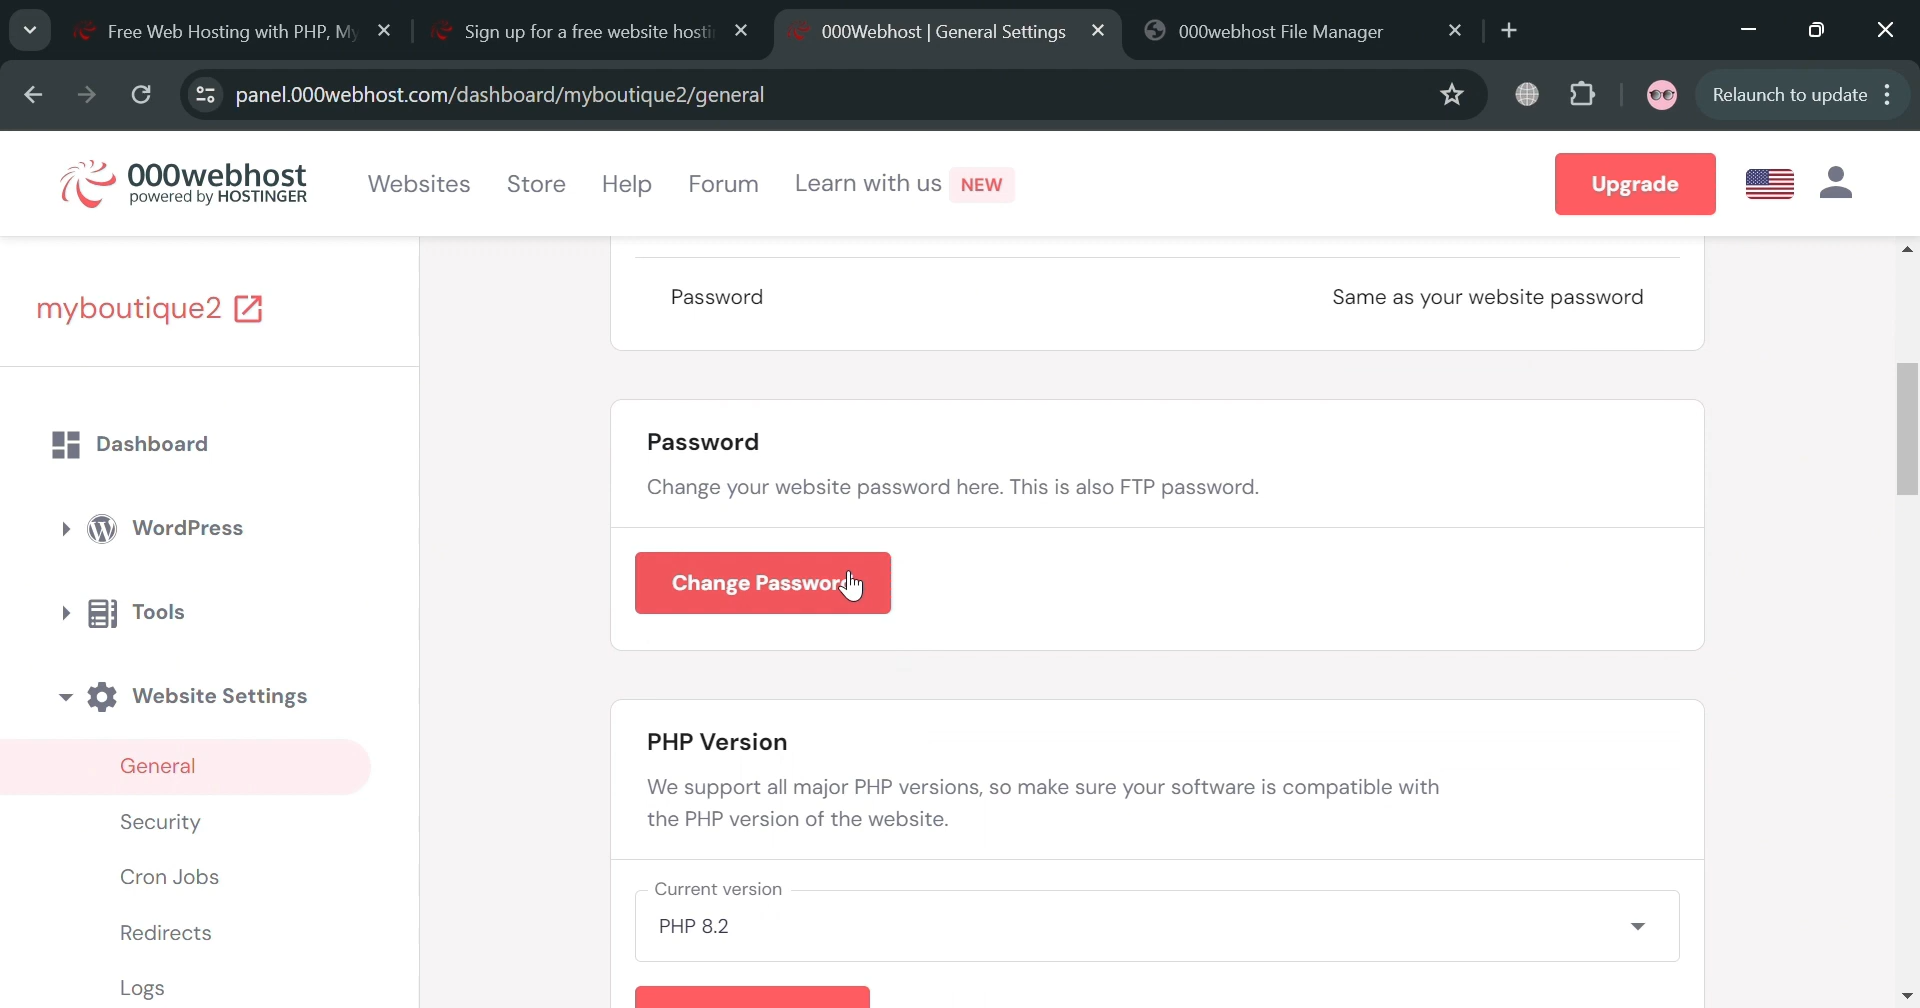 Free Web Hosting with PHP, My
Sign up for a free website hosti
000Webhost | General Settings
000webhost File Manager
panel.000webhost.com/dashboard/myboutique2/general
Relaunch to update
000webhost
powered by HOSTINGER
Websites
Store
Help
Forum
Learn with us
NEW
Upgrade
myboutique2
Dashboard
WordPress
Tools
Website Settings
General
Security
Cron Jobs
Redirects
Logs
Password
Same as your website password
Password
Change your website password here. This is also FTP password.
Change Password
PHP Version
We support all major PHP versions, so make sure your software is compatible with
the PHP version of the website.
Current version
PHP 8.2